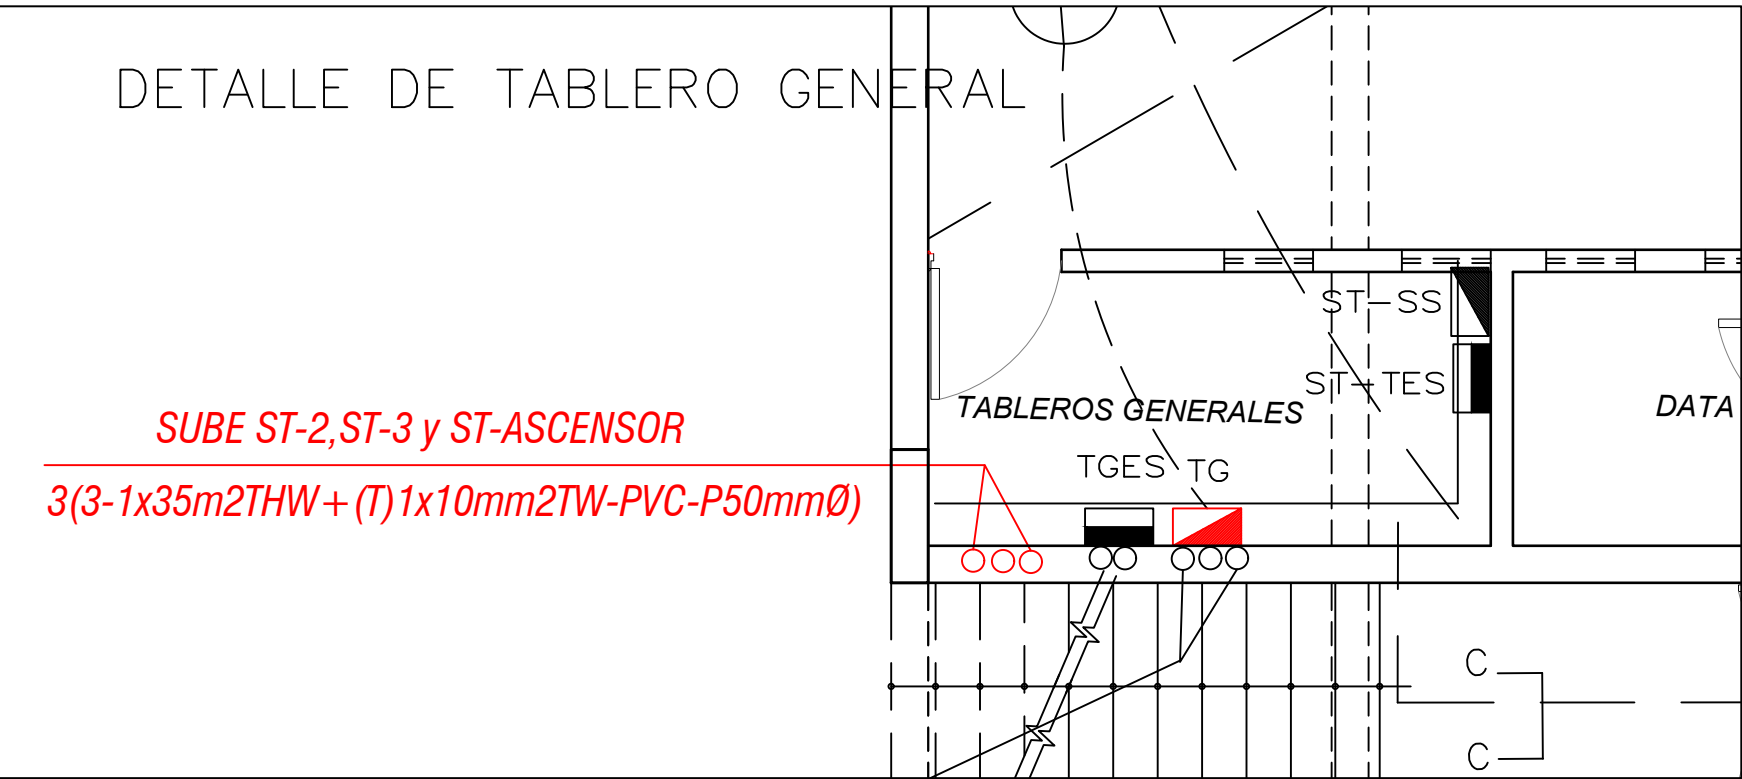 DETALLE DE TABLERO GENERAL
ST-SS
ST-TES
TABLEROS GENERALES
DATA
SUBE ST-2,ST-3 y ST-ASCENSOR
TGES TG
3(3-1x35m2THW+(T)1x10mm2TW-PVC-P50mmØ)
C
C